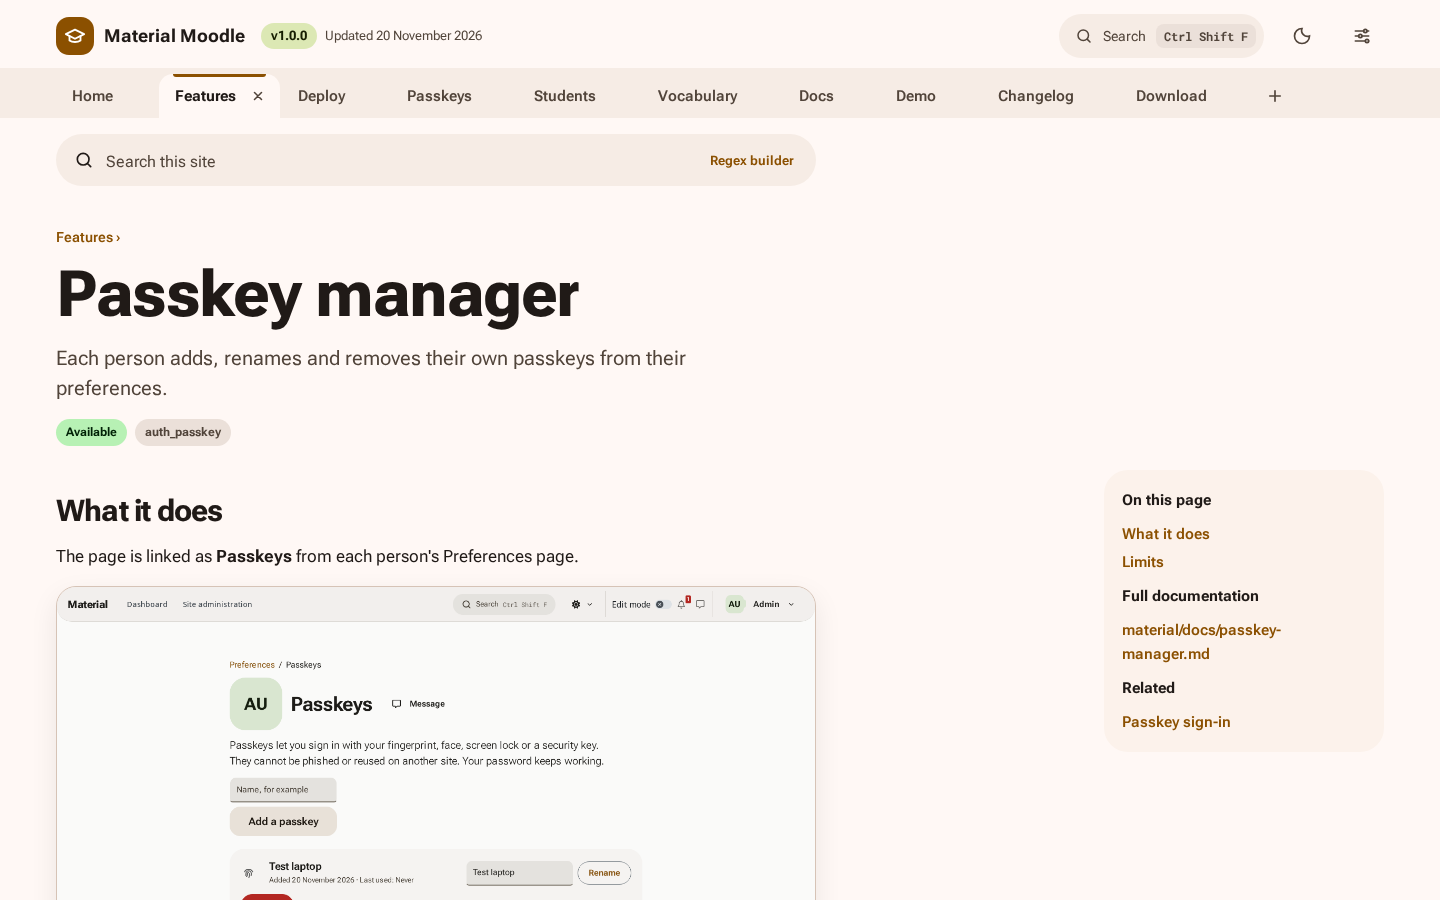 Material Moodle v1.0.0 Updated 20 November 2026 Search Ctrl Shift F
Home Features Deploy Passkeys Students Vocabulary Docs Demo Changelog Download
Search this site Regex builder
Features ›
Passkey manager
Each person adds, renames and removes their own passkeys from their
preferences.
Available auth_passkey
What it does
The page is linked as Passkeys from each person's Preferences page.
Material Dashboard Site administration Search Ctrl Shift F Edit mode 1 AU Admin
Preferences / Passkeys
AU Passkeys Message
Passkeys let you sign in with your fingerprint, face, screen lock or a security key.
They cannot be phished or reused on another site. Your password keeps working.
Name, for example
Add a passkey
Test laptop
Added 20 November 2026 · Last used: Never
Test laptop Rename
On this page
What it does
Limits
Full documentation
material/docs/passkey-
manager.md
Related
Passkey sign-in